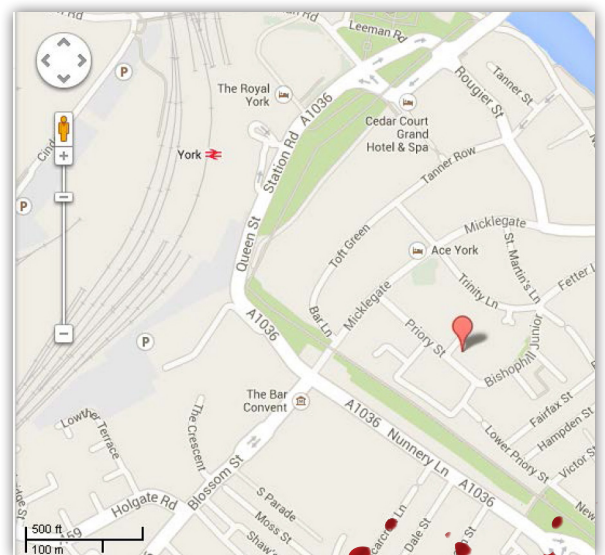 Leeman Rd
P
The Royal
York
A1036
Station Rd
Cedar Court
Grand
Hotel & Spa
Rougier St
Tanner St
York
Tanner Row
P
Queen St
Toft Green
Micklegate
Ace York
St. Martin's Ln
Trinity Ln
Fetter L
Bar Ln
Micklegate
Priory St
A1036
P
Bishophill Junior
The Bar
Convent
A1036
Nunnery Ln
A1036
Fairfax St
Hampden St
Lower Priory St
Victor S
New
Lowther Terrace
The Crescent
Blossom St
Holgate Rd
S Parade
Moss St
Dale St
500 ft
100 m